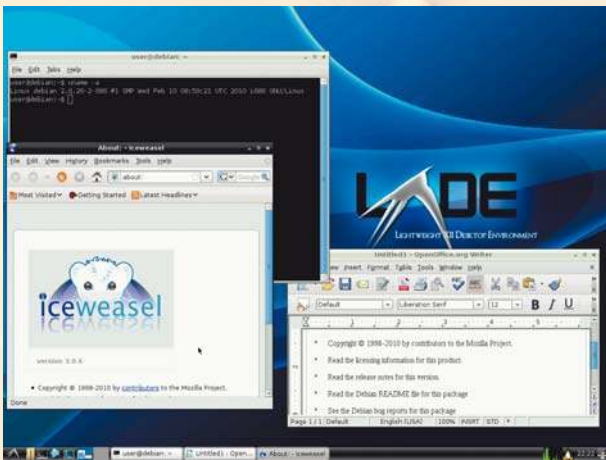 user@debian: ~
File Edit Tabs Help
user@debian:~$ uname -a
Linux debian 2.6.26-2-686 #1 SMP Wed Feb 10 08:59:21 UTC 2010 i686 GNU/Linux
user@debian:~$
About: - Iceweasel
File Edit View History Bookmarks Tools Help
about:
Google
Most Visited Getting Started Latest Headlines
iceweasel
version 3.0.6
• Copyright © 1998-2010 by contributors to the Mozilla Project.
Done
LXDE
Lightweight X11 Desktop Environment
Untitled1 - OpenOffice.org Writer
View Insert Format Table Tools Window Help
Default Liberation Serif 12 B I U
1 2 3 4 5
• Copyright © 1998-2010 by contributors to the Mozilla Project.
• Read the licensing information for this product.
• Read the release notes for this version.
• Read the Debian README file for this package
• See the Debian bug reports for this package
Page 1 / 1 Default English (USA) 100% INSRT STD *
user@debian: ~ Untitled1 - Open... About: - Iceweasel 22:22